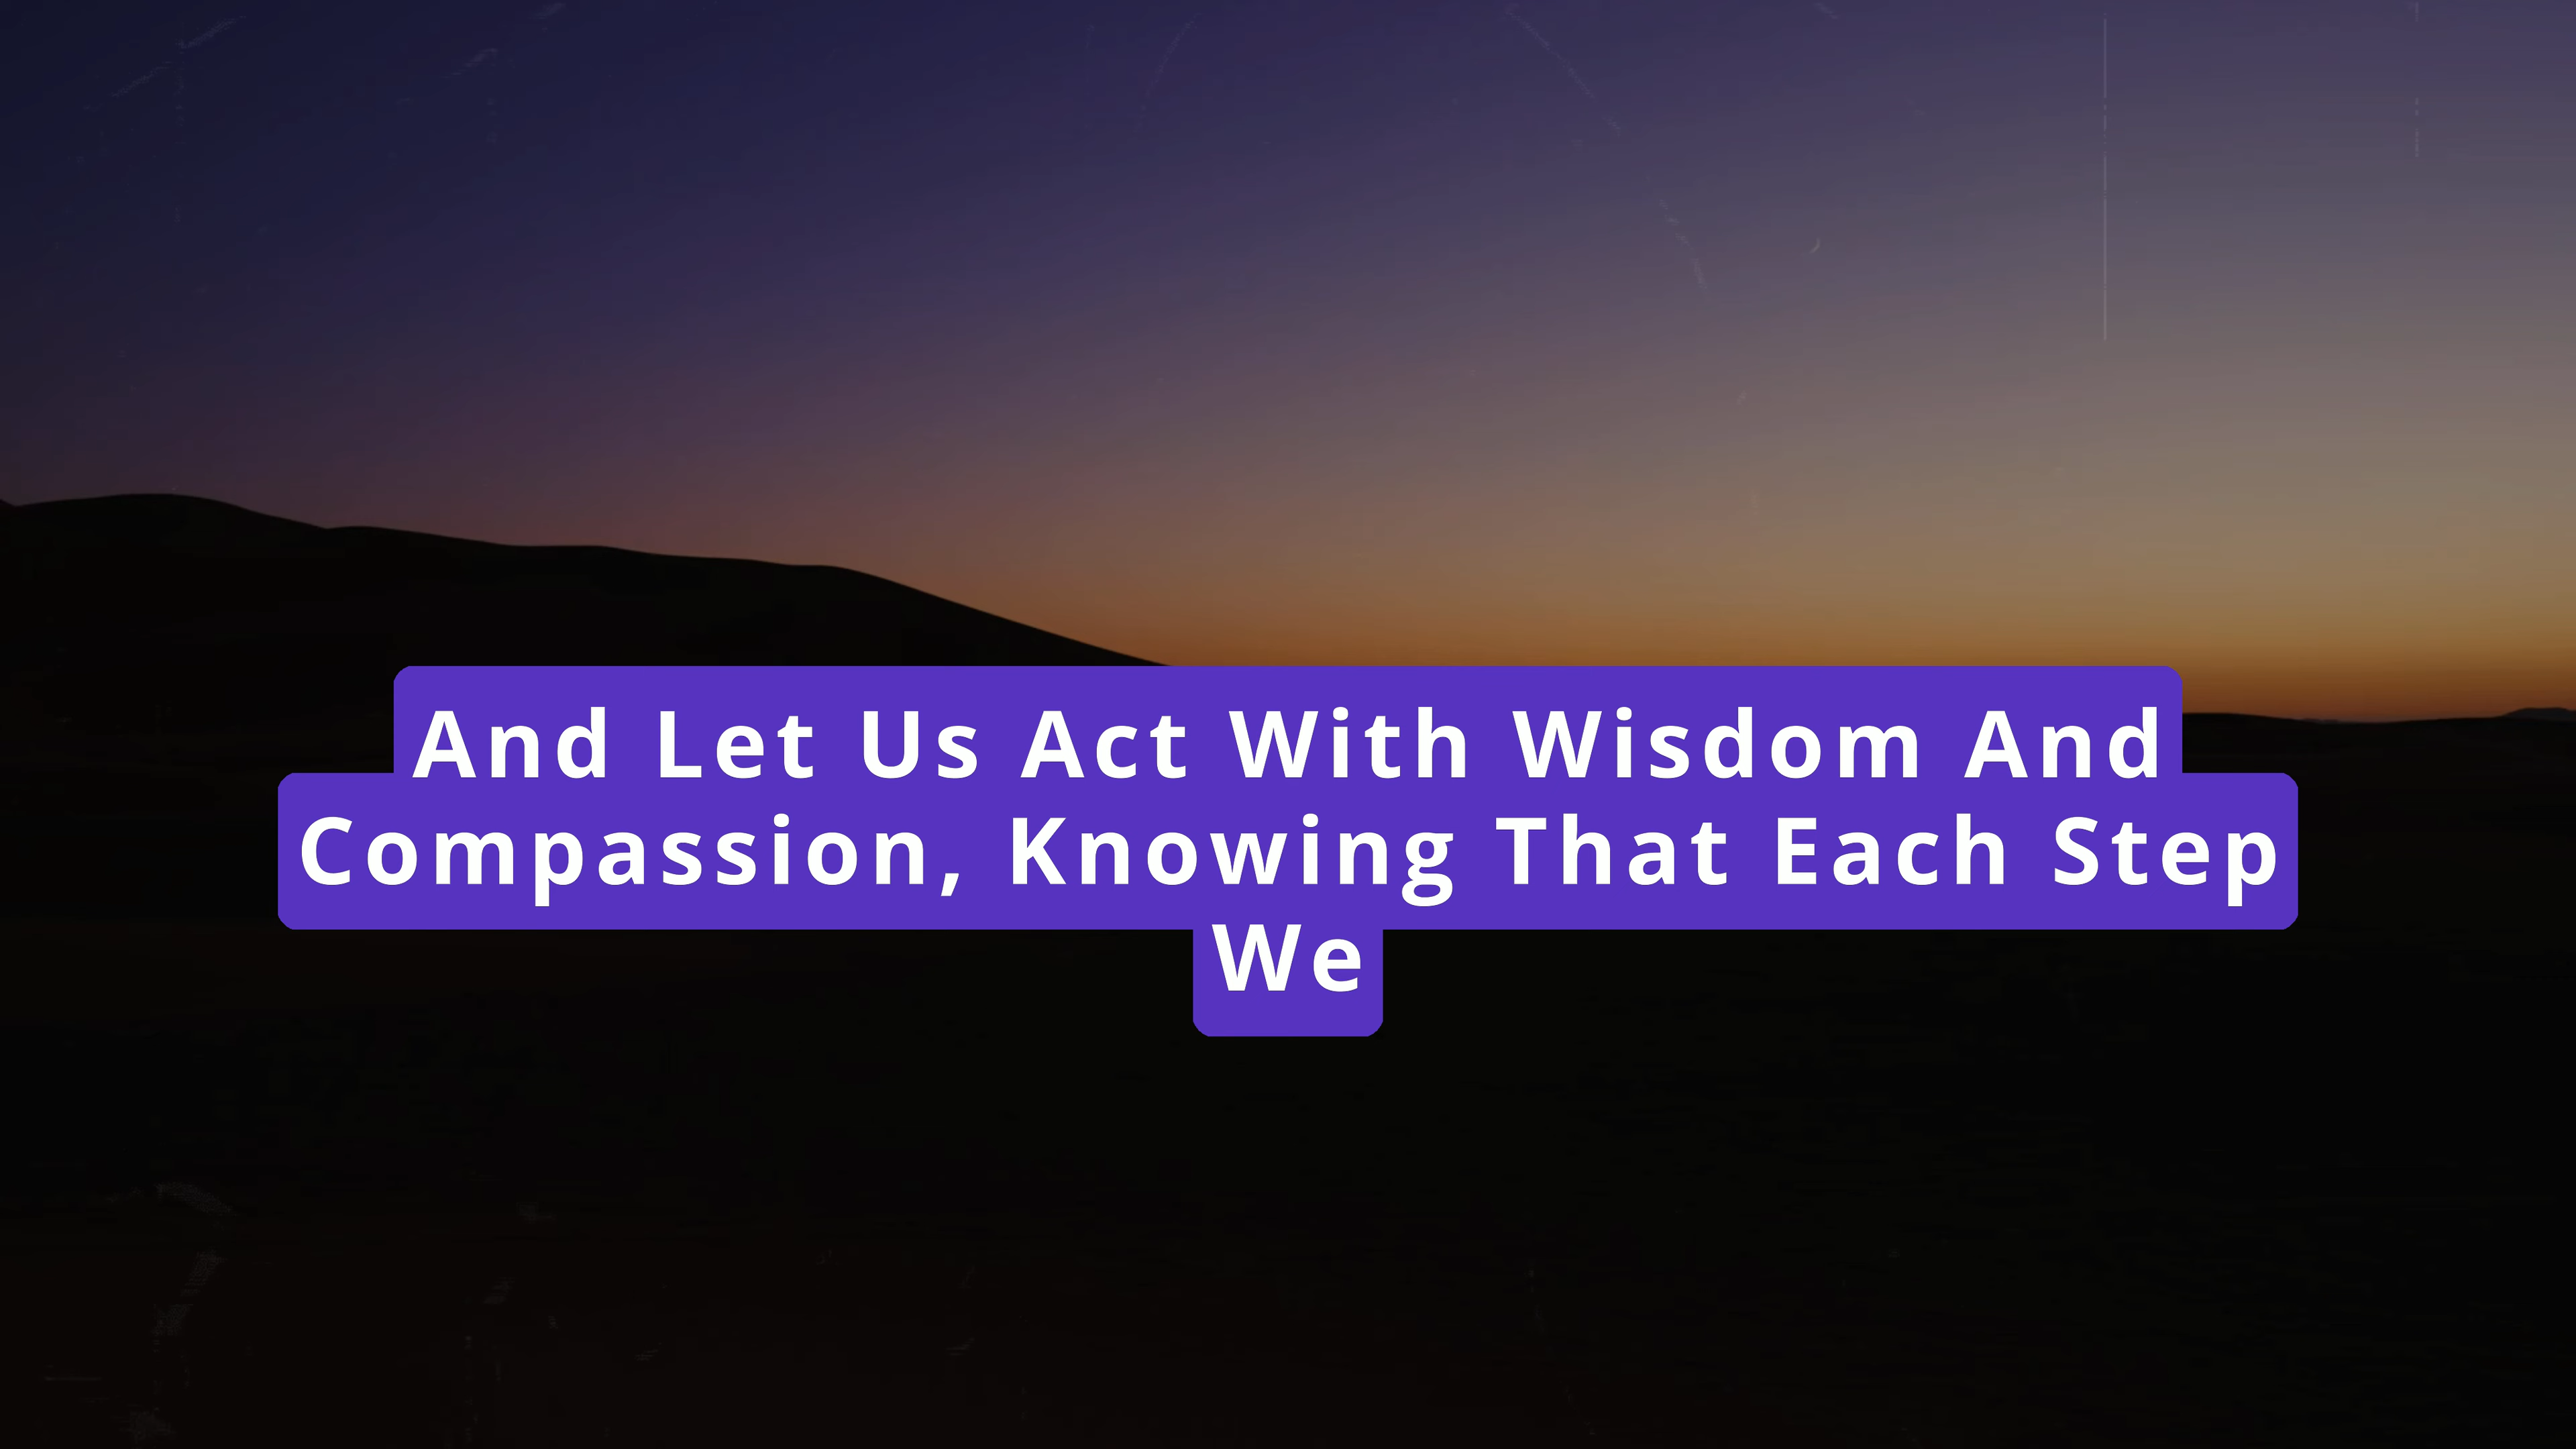 And Let Us Act With Wisdom And
Compassion, Knowing That Each Step
We